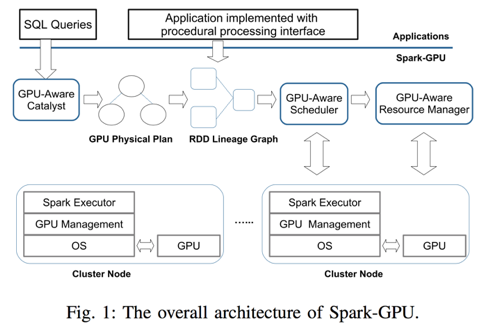 SQL Queries
Application implemented with
procedural processing interface
Applications
Spark-GPU
GPU-Aware
Catalyst
GPU Physical Plan
RDD Lineage Graph
GPU-Aware
Scheduler
GPU-Aware
Resource Manager
Spark Executor
GPU Management
OS
GPU
Cluster Node
......
Spark Executor
GPU Management
OS
GPU
Cluster Node
Fig. 1: The overall architecture of Spark-GPU.